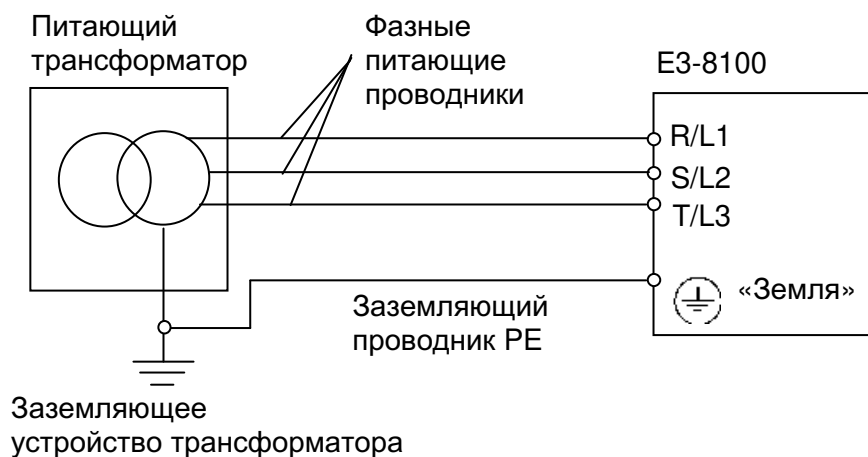 Питающий
трансформатор
Фазные
питающие
проводники
E3-8100
R/L1
S/L2
T/L3
«Земля»
Заземляющий
проводник PE
Заземляющее
устройство трансформатора